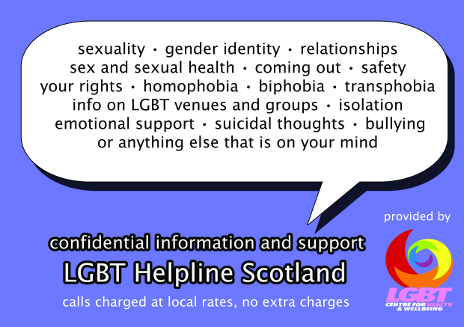 sexuality · gender identity · relationships
sex and sexual health · coming out · safety
your rights · homophobia · biphobia · transphobia
info on LGBT venues and groups · isolation
emotional support · suicidal thoughts · bullying
or anything else that is on your mind
provided by
confidential information and support
LGBT Helpline Scotland
calls charged at local rates, no extra charges
LGBT
CENTRE FOR HEALTH
& WELLBEING